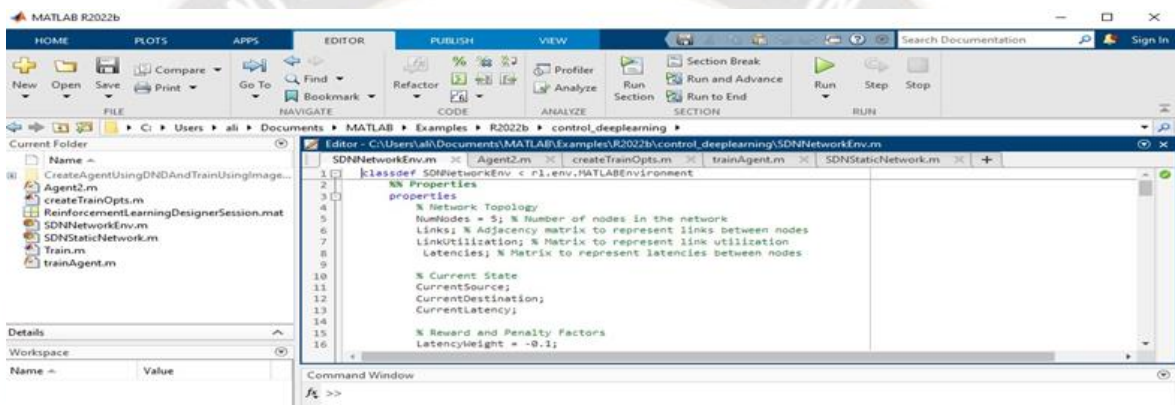 MATLAB R2022b
HOME PLOTS APPS EDITOR PUBLISH VIEW Search Documentation Sign In
New Open Save Compare Print Go To Find Bookmark Refactor Profiler Analyze Run Section Section Break Run and Advance Run to End Run Step Stop
FILE NAVIGATE CODE ANALYZE SECTION RUN
C: Users ali Documents MATLAB Examples R2022b control_deeplearning
Current Folder
Name
CreateAgentUsingDNDAndTrainUsingImage...
Agent2.m
createTrainOpts.m
ReinforcementLearningDesignerSession.mat
SDNNetworkEnv.m
SDNStaticNetwork.m
Train.m
trainAgent.m
Details
Workspace
Name Value
Editor - C:\Users\ali\Documents\MATLAB\Examples\R2022b\control_deeplearning\SDNNetworkEnv.m
SDNNetworkEnv.m Agent2.m createTrainOpts.m trainAgent.m SDNStaticNetwork.m
1 classdef SDNNetworkEnv < rl.env.MATLABEnvironment
2 %% Properties
3 properties
4 % Network Topology
5 NumNodes = 5; % Number of nodes in the network
6 Links; % Adjacency matrix to represent links between nodes
7 LinkUtilization; % Matrix to represent link utilization
8 Latencies; % Matrix to represent latencies between nodes
9
10 % Current State
11 CurrentSource;
12 CurrentDestination;
13 CurrentLatency;
14
15 % Reward and Penalty Factors
16 LatencyWeight = -0.1;
Command Window
fx >>